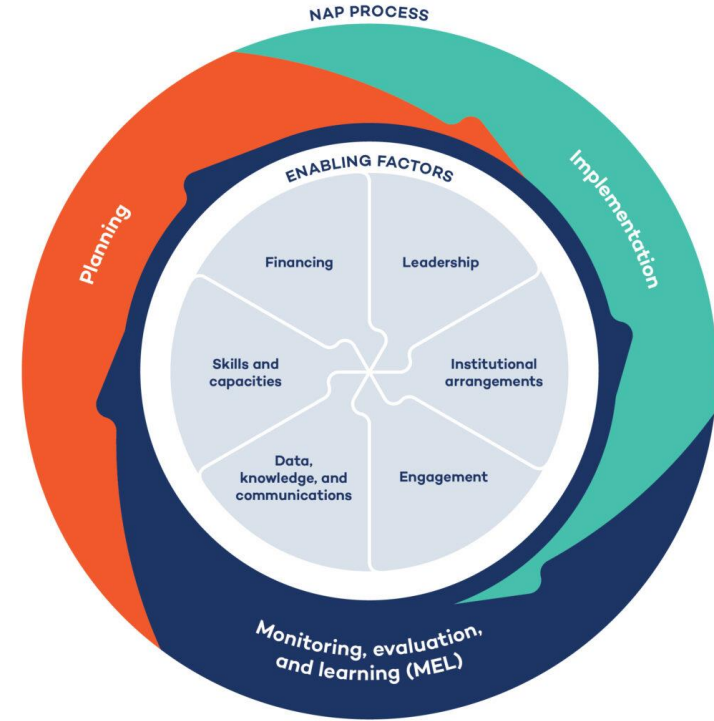 NAP PROCESS
Implementation
Planning
ENABLING FACTORS
Financing
Leadership
Skills and
capacities
Institutional
arrangements
Data,
knowledge, and
communications
Engagement
Monitoring, evaluation,
and learning (MEL)